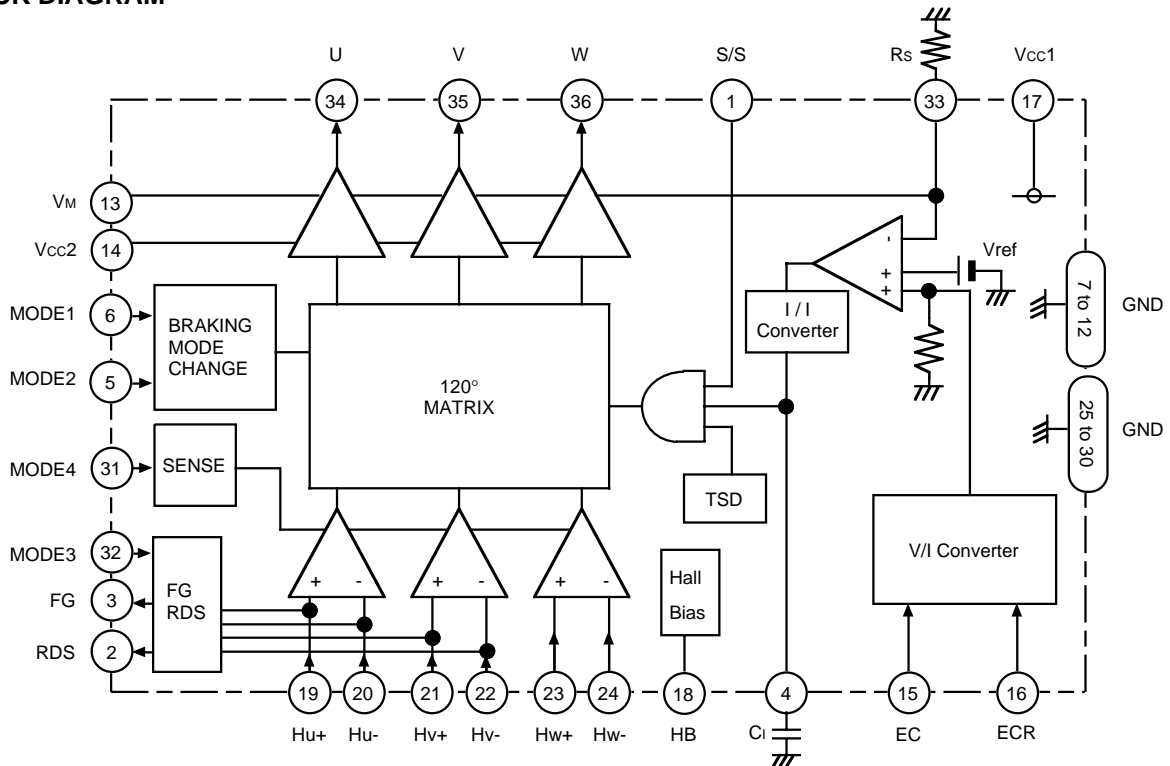 U V W S/S Rs Vcc1
34 35 36 1 33 17
VM 13
Vcc2 14
- Vref
+
+
MODE1 6
BRAKING
MODE
CHANGE
I / I
Converter
7 to 12 GND
MODE2 5
120°
MATRIX
25 to 30 GND
MODE4 31 SENSE
TSD
V/I Converter
MODE3 32
FG 3
FG
RDS
+ - + - + -
Hall
Bias
RDS 2
19 20 21 22 23 24 18 4 15 16
Hu+ Hu- Hv+ Hv- Hw+ Hw- HB CI EC ECR